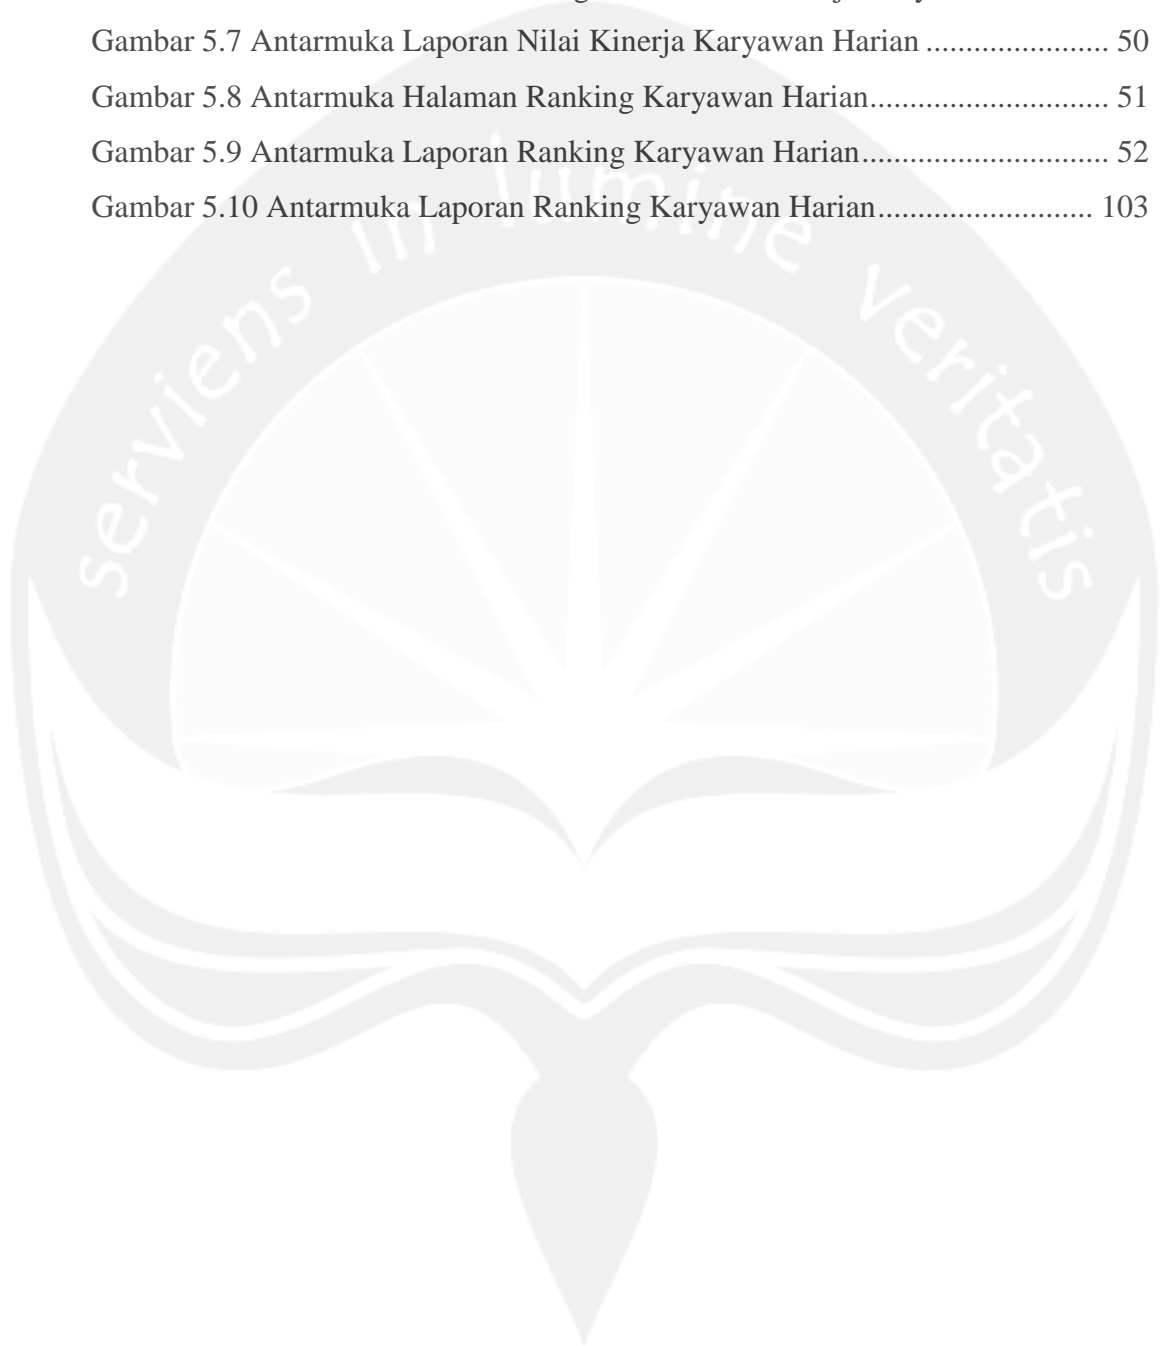 Gambar 5.7 Antarmuka Laporan Nilai Kinerja Karyawan Harian ....................... 50
Gambar 5.8 Antarmuka Halaman Ranking Karyawan Harian.............................. 51
Gambar 5.9 Antarmuka Laporan Ranking Karyawan Harian............................... 52
Gambar 5.10 Antarmuka Laporan Ranking Karyawan Harian........................... 103
serviens in lumine veritatis